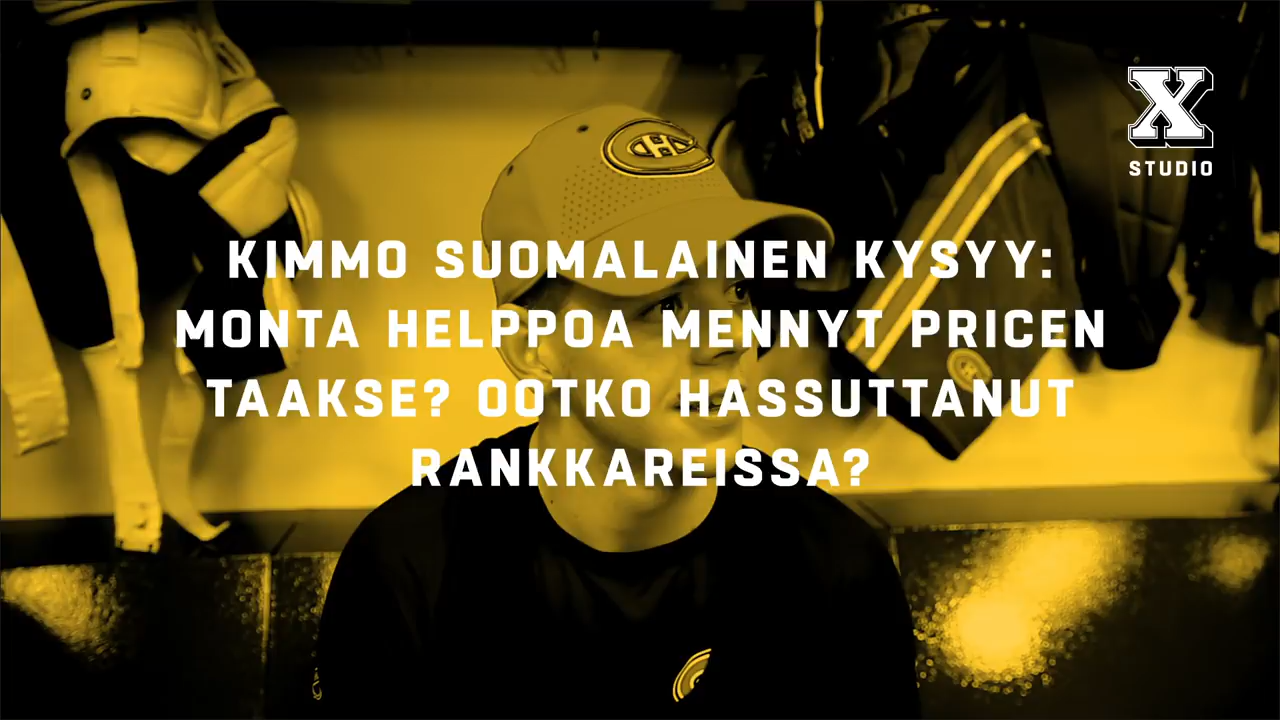 X
STUDIO
KIMMO SUOMALAINEN KYSYY:
MONTA HELPPOA MENNYT PRICEN
TAAKSE? OOTKO HASSUTTANUT
RANKKAREISSA?